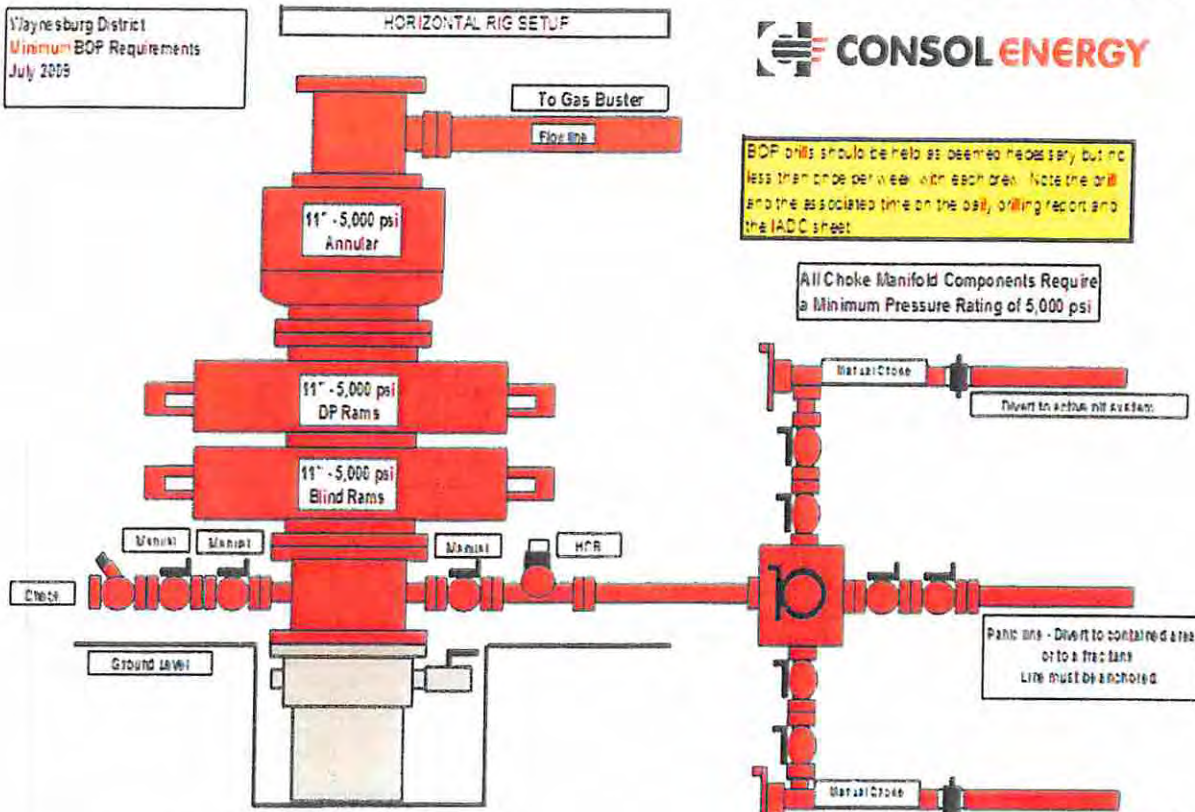 Waynesburg District
Minimum BOP Requirements
July 2009
HORIZONTAL RIG SETUP
CONSOL ENERGY
To Gas Buster
Flow line
BOP drills should be help as deemed necessary but no
less than once per week with each crew. Note the drill
and the associated time on the daily drilling report and
the IADC sheet
11" - 5,000 psi
Annular
All Choke Manifold Components Require
a Minimum Pressure Rating of 5,000 psi
Manual Choke
Divert to active pit system
11" - 5,000 psi
DP Rams
11" - 5,000 psi
Blind Rams
Manual
Manual
Manual
HCR
Choke
Ground Level
Panic line - Divert to contained area
or to a frac tank
Line must be anchored
Manual Choke